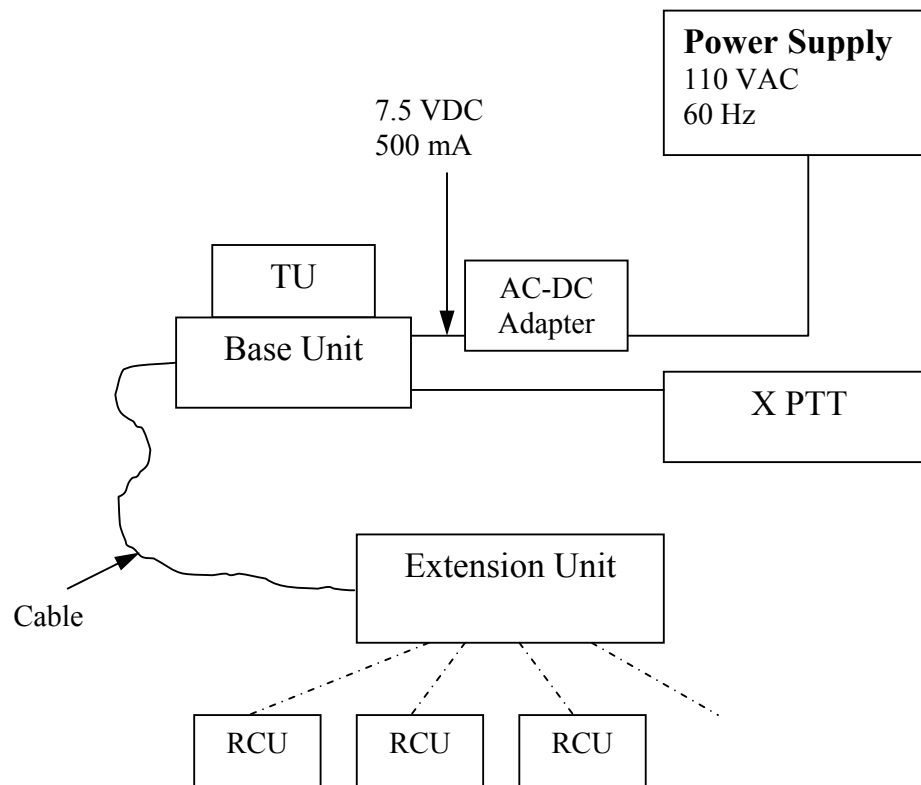 Power Supply
110 VAC
60 Hz
7.5 VDC
500 mA
TU
AC-DC
Adapter
Base Unit
X PTT
Extension Unit
Cable
RCU
RCU
RCU